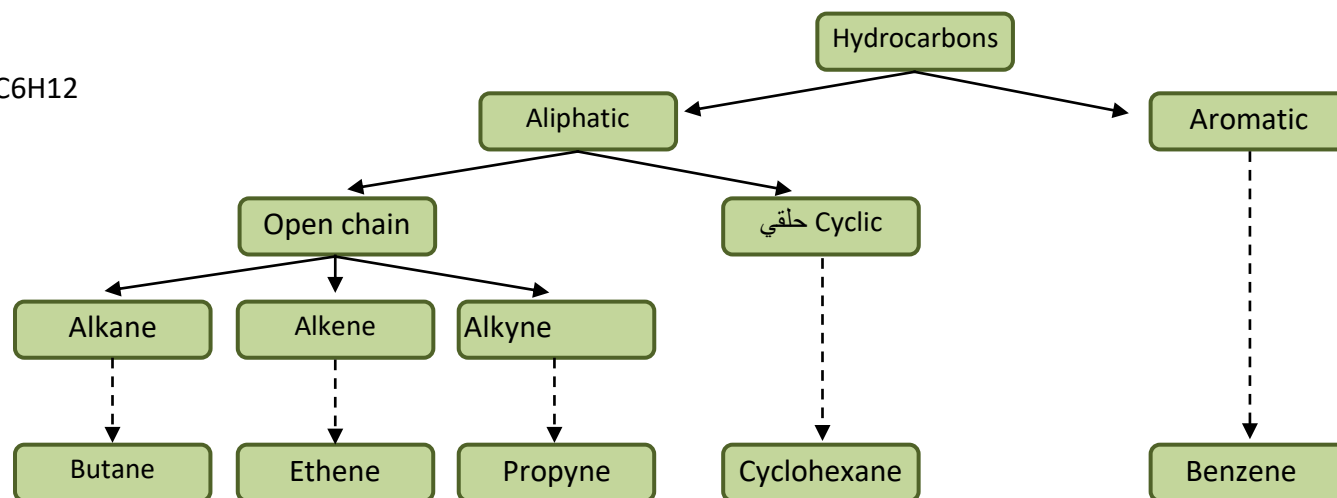 Hydrocarbons
C6H12
Aliphatic
Aromatic
Open chain
حلقي Cyclic
Alkane
Alkene
Alkyne
Butane
Ethene
Propyne
Cyclohexane
Benzene